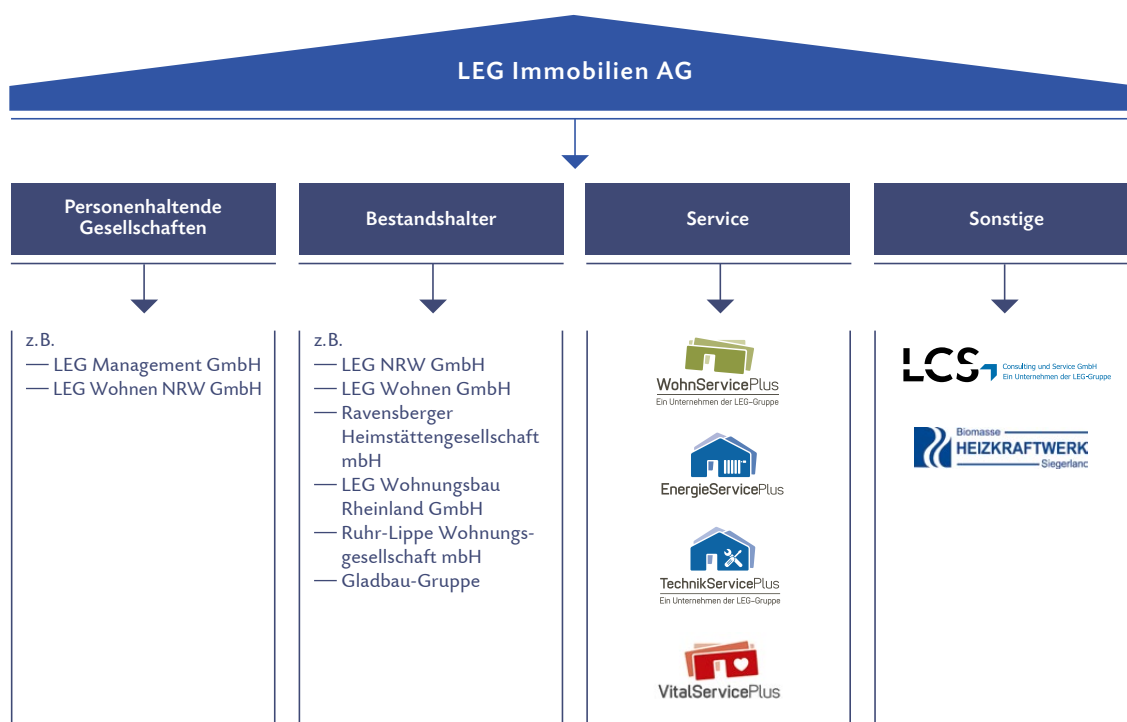 LEG Immobilien AG
Personenhaltende
Gesellschaften
z.B.
— LEG Management GmbH
— LEG Wohnen NRW GmbH
Bestandshalter
z.B.
— LEG NRW GmbH
— LEG Wohnen GmbH
— Ravensberger
Heimstättengesellschaft
mbH
— LEG Wohnungsbau
Rheinland GmbH
— Ruhr-Lippe Wohnungs-
gesellschaft mbH
— Gladbau-Gruppe
Service
WohnServicePlus
Ein Unternehmen der LEG-Gruppe
EnergieServicePlus
TechnikServicePlus
Ein Unternehmen der LEG-Gruppe
VitalServicePlus
Sonstige
LCS
Consulting und Service GmbH
Ein Unternehmen der LEG-Gruppe
Biomasse
HEIZKRAFTWERK
Siegerland